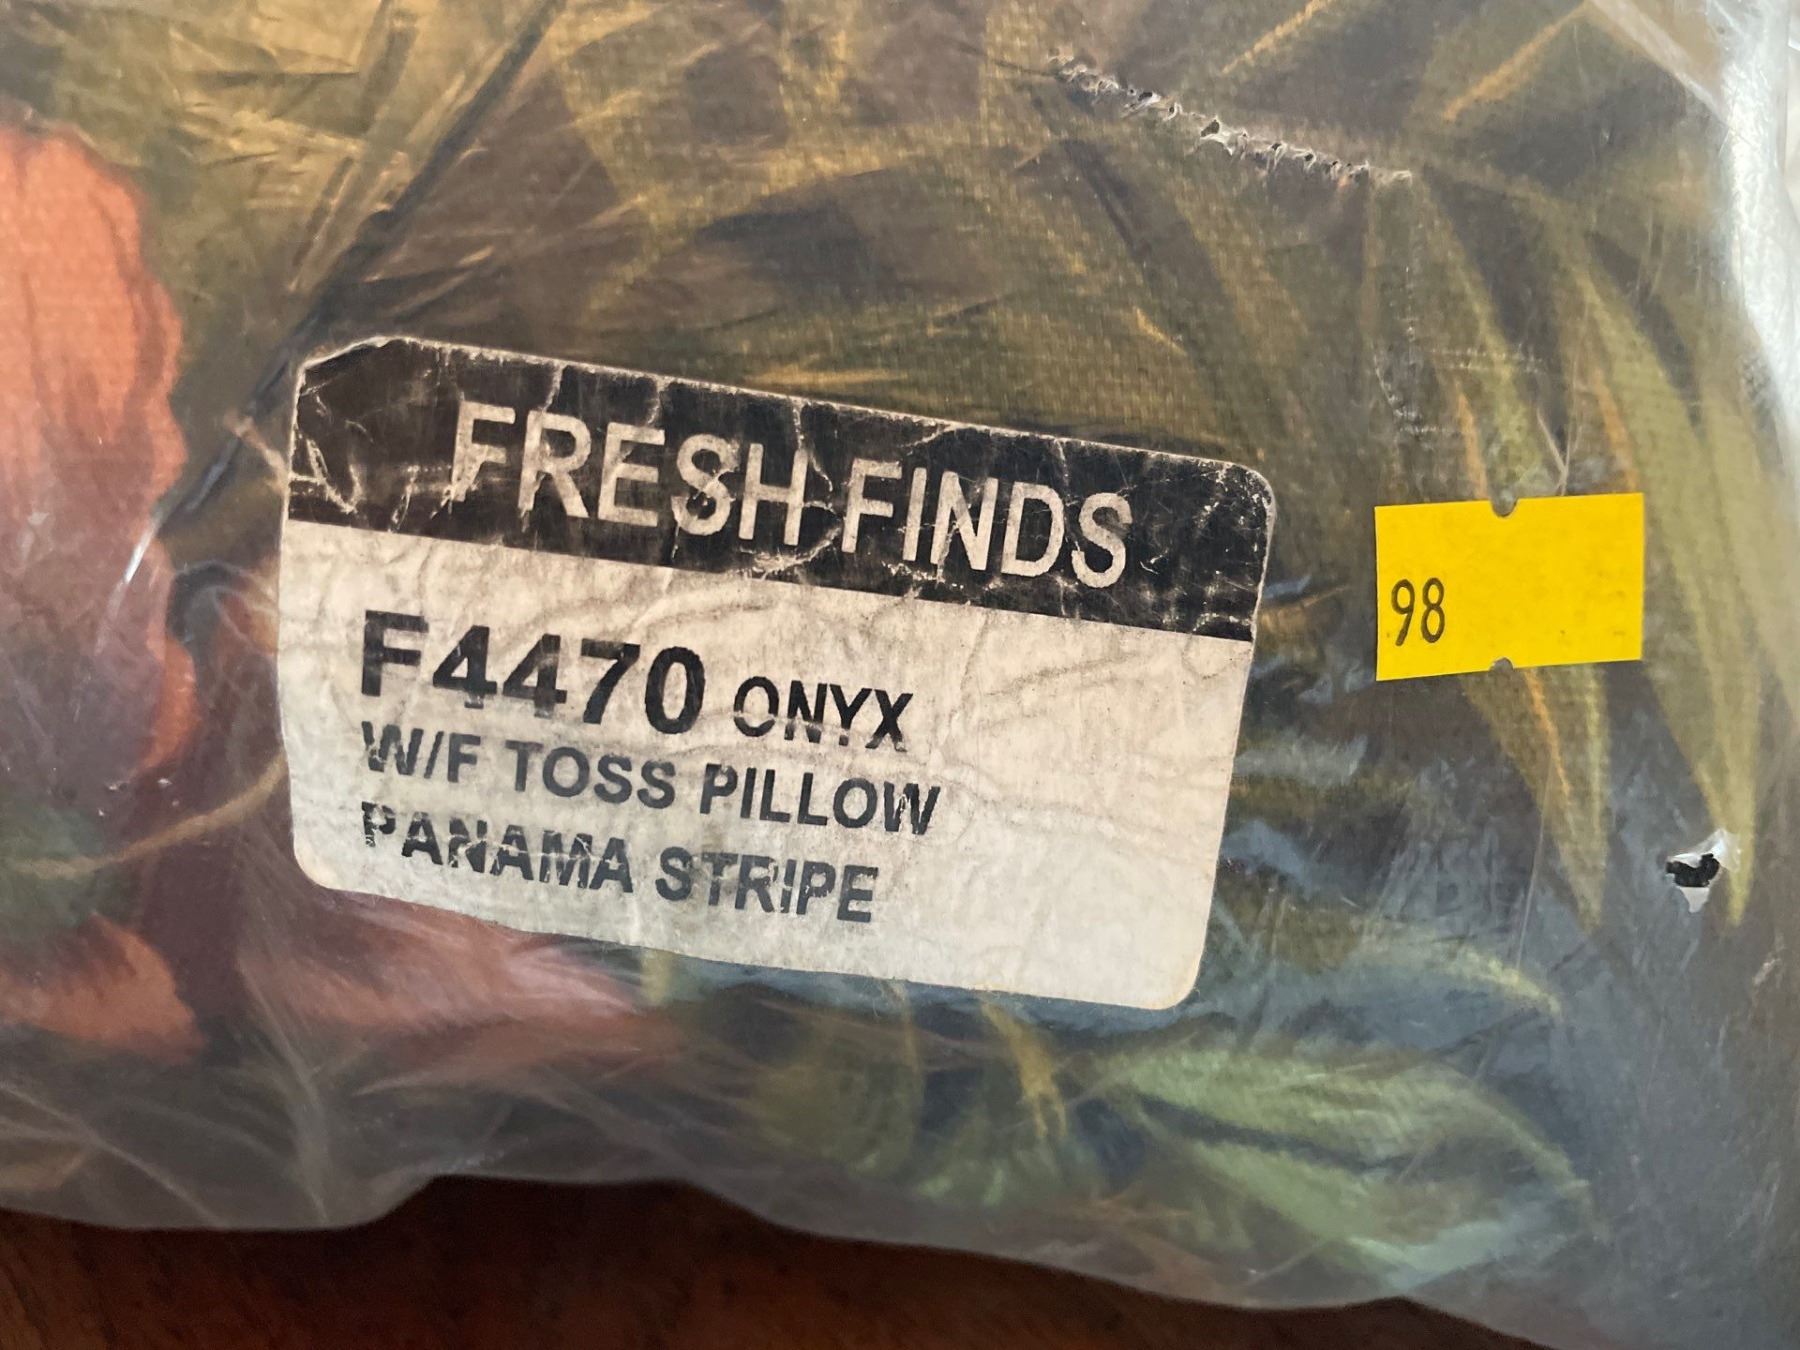 FRESH FINDS
F4470 ONYX
W/F TOSS PILLOW
PANAMA STRIPE
98